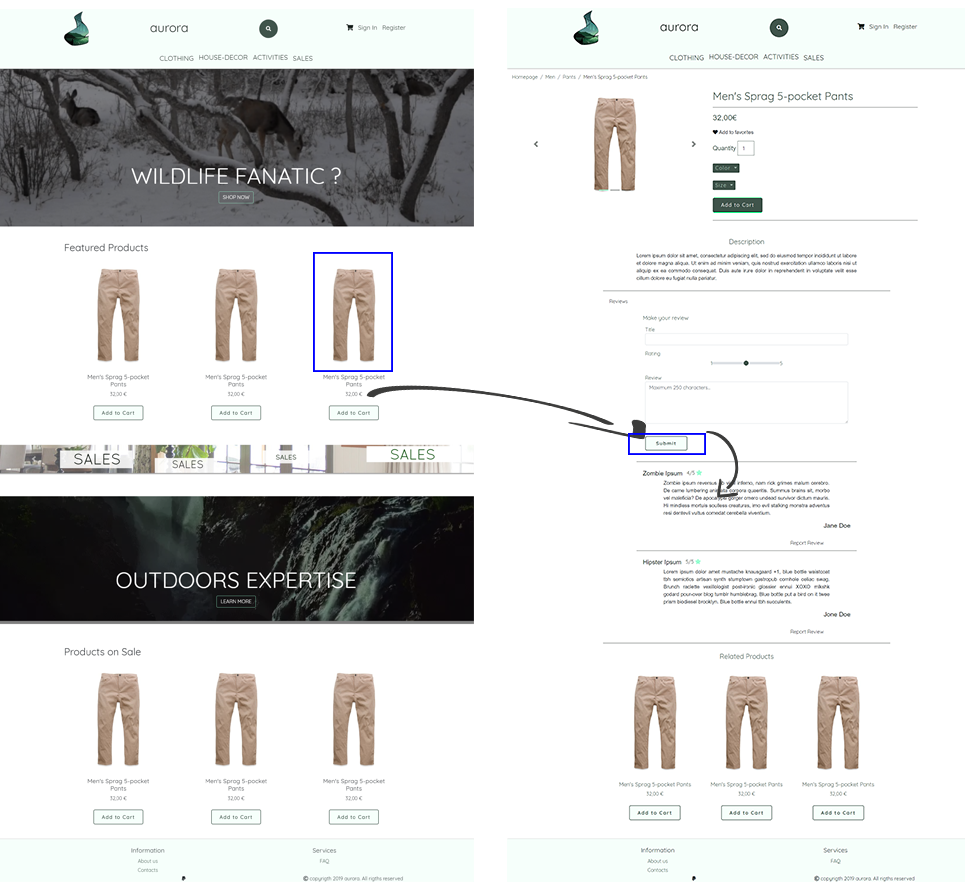 aurora
Sign In Register
CLOTHING HOUSE-DECOR ACTIVITIES SALES
WILDLIFE FANATIC ?
SHOP NOW
Featured Products
Men's Sprag 5-pocket Pants
32,00 €
Add to Cart
Men's Sprag 5-pocket Pants
32,00 €
Add to Cart
Men's Sprag 5-pocket Pants
32,00 €
Add to Cart
SALES
SALES
SALES
SALES
OUTDOORS EXPERTISE
LEARN MORE
Products on Sale
Men's Sprag 5-pocket Pants
32,00 €
Add to Cart
Men's Sprag 5-pocket Pants
32,00 €
Add to Cart
Men's Sprag 5-pocket Pants
32,00 €
Add to Cart
Information
About us
Contacts
Services
FAQ
© copyrigth 2019 aurora. All rigths reserved
aurora
Sign In Register
CLOTHING HOUSE-DECOR ACTIVITIES SALES
Homepage / Men / Pants / Men's Sprag 5-pocket Pants
Men's Sprag 5-pocket Pants
32,00€
Add to favorites
Quantity 1
Color
Size
Add to Cart
Description
Lorem ipsum dolor sit amet, consectetur adipiscing elit, sed do eiusmod tempor incididunt ut labore
et dolore magna aliqua. Ut enim ad minim veniam, quis nostrud exercitation ullamco laboris nisi ut
aliquip ex ea commodo consequat. Duis aute irure dolor in reprehenderit in voluptate velit esse
cillum dolore eu fugiat nulla pariatur.
Reviews
Make your review
Title
Rating
1 5
Review
Maximum 250 characters...
Submit
Zombie Ipsum 4/5
Zombie ipsum reversus ab viral inferno, nam rick grimes malum cerebro.
De carne lumbering animata corpora quaeritis. Summus brains sit, morbo
vel maleficia? De apocalypsi gorger omero undead survivor dictum mauris.
Hi mindless mortuis soulless creaturas, imo evil stalking monstra adventus
resi dentevil vultus comedat cerebella viventium.
Jane Doe
Report Review
Hipster Ipsum 5/5
Lorem ipsum dolor amet mustache knausgaard +1, blue bottle waistcoat
tbh semiotics artisan synth stumptown gastropub cornhole celiac swag.
Brunch raclette vexillologist post-ironic glossier ennui XOXO mlkshk
godard pour-over blog tumblr humblebrag. Blue bottle put a bird on it twee
prism biodiesel brooklyn. Blue bottle ennui tbh succulents.
Jone Doe
Report Review
Related Products
Men's Sprag 5-pocket Pants
32,00 €
Add to Cart
Men's Sprag 5-pocket Pants
32,00 €
Add to Cart
Men's Sprag 5-pocket Pants
32,00 €
Add to Cart
Information
About us
Contacts
Services
FAQ
© copyrigth 2019 aurora. All rigths reserved